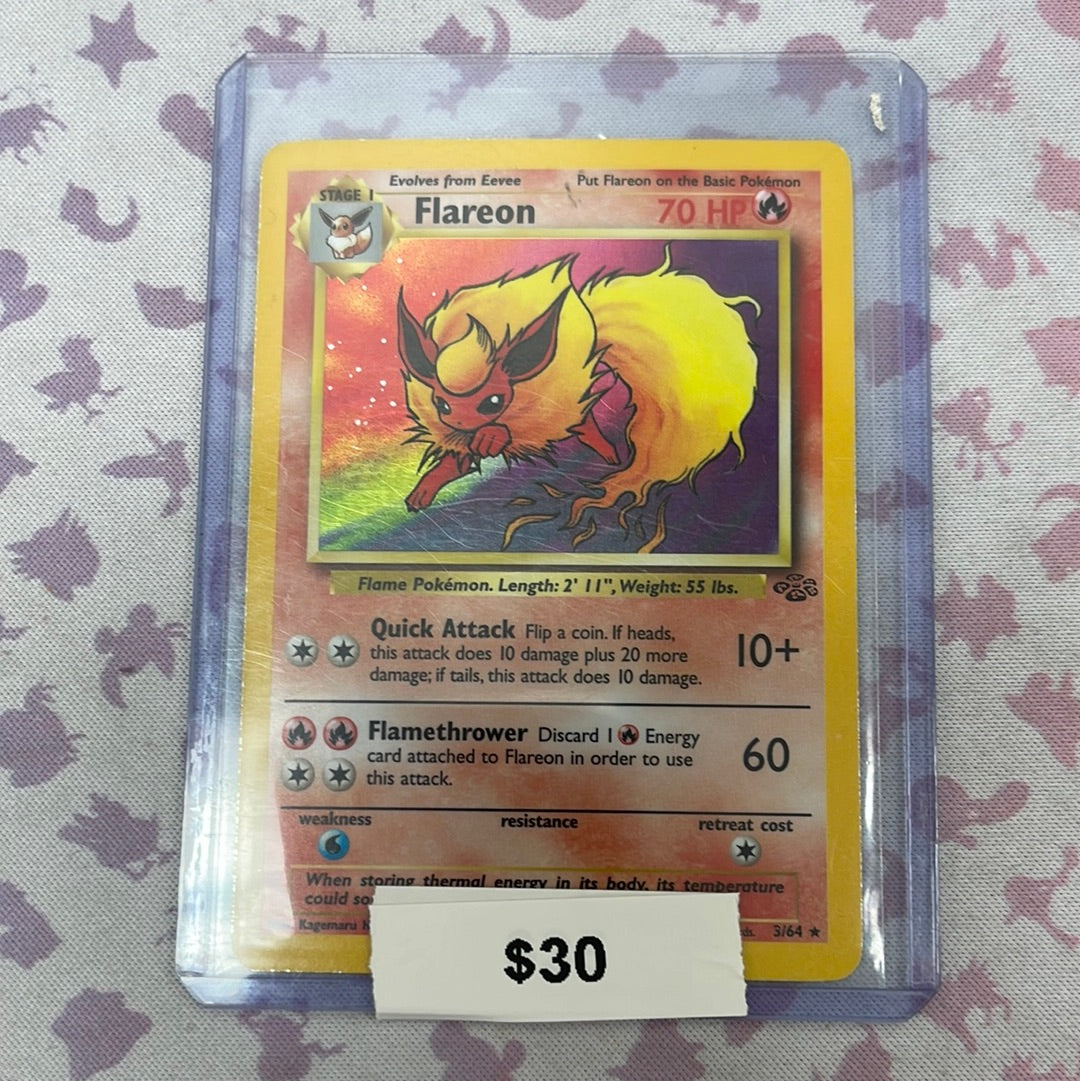 Evolves from Eevee Put Flareon on the Basic Pokémon
STAGE 1 Flareon 70 HP
Flame Pokémon. Length: 2' 11", Weight: 55 lbs.
Quick Attack Flip a coin. If heads,
this attack does 10 damage plus 20 more
damage; if tails, this attack does 10 damage.
10+
Flamethrower Discard 1 Energy
card attached to Flareon in order to use
this attack.
60
weakness resistance retreat cost
When storing thermal energy in its body, its temperature
could
Kagemaru
3/64
$30